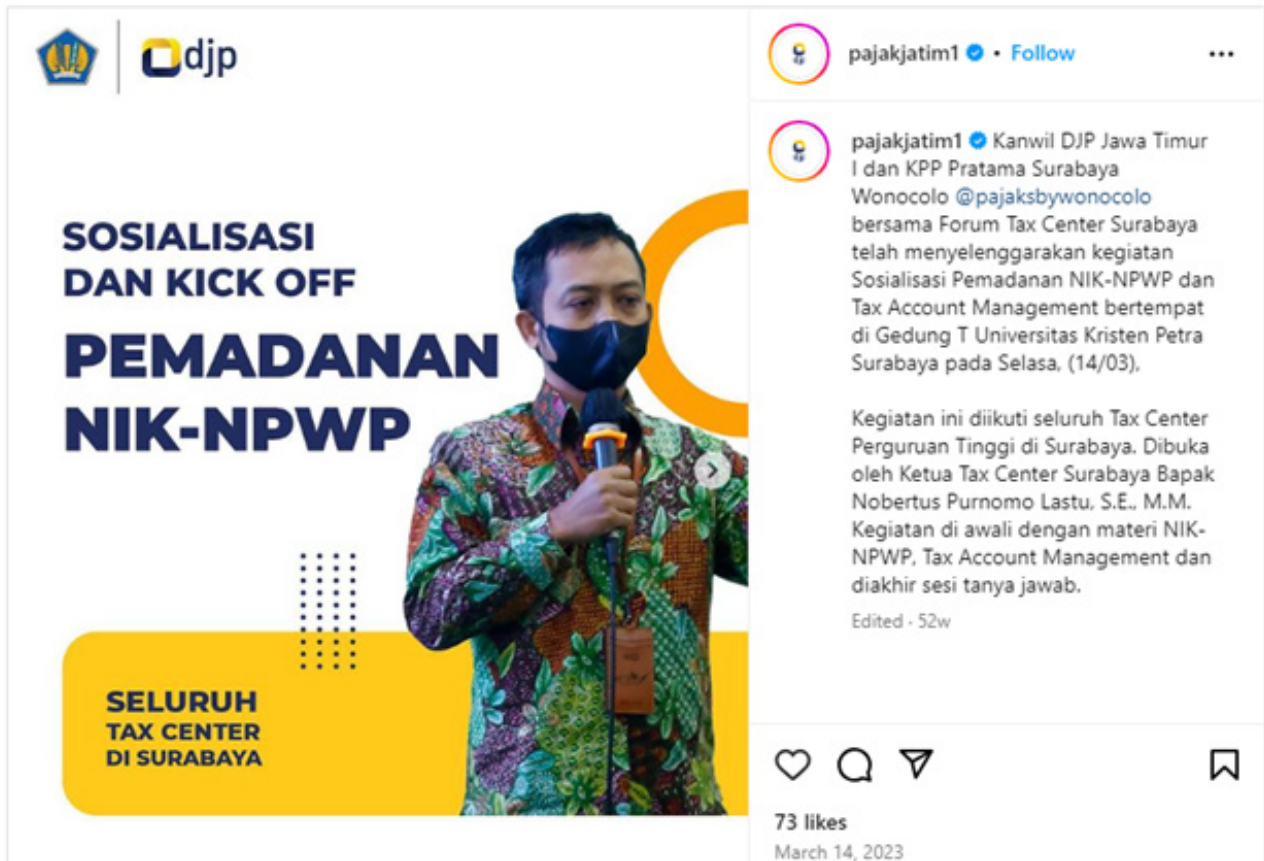 djp
SOSIALISASI
DAN KICK OFF
PEMADANAN
NIK-NPWP
SELURUH
TAX CENTER
DI SURABAYA
pajakjatim1 • Follow
pajakjatim1 Kanwil DJP Jawa Timur
I dan KPP Pratama Surabaya
Wonocolo @pajaksbywonocolo
bersama Forum Tax Center Surabaya
telah menyelenggarakan kegiatan
Sosialisasi Pemadanan NIK-NPWP dan
Tax Account Management bertempat
di Gedung T Universitas Kristen Petra
Surabaya pada Selasa, (14/03),
Kegiatan ini diikuti seluruh Tax Center
Perguruan Tinggi di Surabaya. Dibuka
oleh Ketua Tax Center Surabaya Bapak
Nobertus Purnomo Lastu, S.E., M.M.
Kegiatan di awali dengan materi NIK-
NPWP, Tax Account Management dan
diakhir sesi tanya jawab.
Edited · 52w
73 likes
March 14, 2023